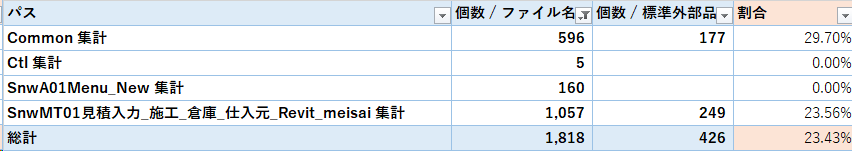 パス 個数 / ファイル名 個数 / 標準外部品 割合
Common 集計 596 177 29.70%
Ctl 集計 5 0.00%
SnwA01Menu_New 集計 160 0.00%
SnwMT01見積入力_施工_倉庫_仕入元_Revit_meisai 集計 1,057 249 23.56%
総計 1,818 426 23.43%